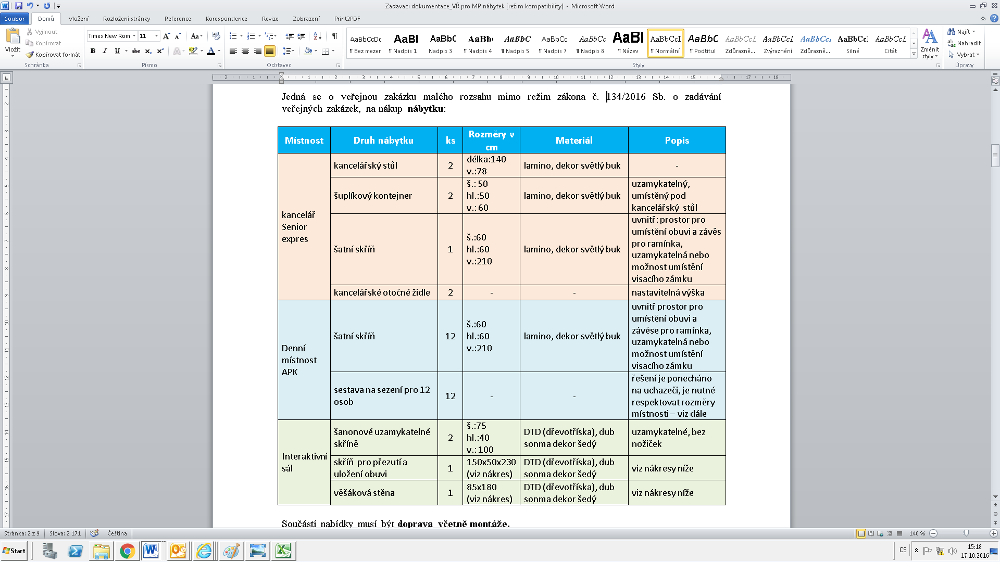 Zadavaci dokumentace_VŘ pro MP nábytek [režim kompatibility] - Microsoft Word
Soubor Domů Vložení Rozložení stránky Reference Korespondence Revize Zobrazení Print2PDF
Vložit
Vyjmout
Kopírovat
Kopírovat formát
Schránka
Times New Rom 11
Písmo
Odstavec
AaBbCcDc AaBl AaBbC AaBb( AaBbC AaBbCc AaBbCc AaBl AaBbCcI AaBbC AaBbCcL AaBbCcL AaBbCc. AaBbCcI AaBbCcL
¶ Bez mezer ¶ Nadpis 1 Nadpis 3 ¶ Nadpis 4 ¶ Nadpis 5 ¶ Nadpis 7 ¶ Nadpis 8 ¶ Název ¶ Normální ¶ Podtitul Zdůrazně... Zvýraznění Zdůrazně... Silné Citát
Styly
Změnit styly
Najít
Nahradit
Vybrat
Úpravy
Jedná se o veřejnou zakázku malého rozsahu mimo režim zákona č. 134/2016 Sb. o zadávání
veřejných zakázek, na nákup nábytku:
Místnost Druh nábytku ks Rozměry v cm Materiál Popis
kancelář
Senior
expres
kancelářský stůl 2
délka:140
v.:78
lamino, dekor světlý buk -
šuplíkový kontejner 2
š.: 50
hl.:50
v.: 60
lamino, dekor světlý buk
uzamykatelný,
umístěný pod
kancelářský stůl
šatní skříň 1
š.:60
hl.:60
v.:210
lamino, dekor světlý buk
uvnitř: prostor pro
umístění obuvi a závěs
pro ramínka,
uzamykatelná nebo
možnost umístění
visacího zámku
kancelářské otočné židle 2 - - nastavitelná výška
Denní
místnost
APK
šatní skříň 12
š.:60
hl.:60
v.:210
lamino, dekor světlý buk
uvnitř prostor pro
umístění obuvi a
závěse pro ramínka,
uzamykatelná nebo
možnost umístění
visacího zámku
sestava na sezení pro 12
osob
12 - -
řešení je ponecháno
na uchazeči, je nutné
respektovat rozměry
místnosti – viz dále
Interaktivní
sál
šanonové uzamykatelné
skříně
2
š.:75
hl.:40
v.: 100
DTD (dřevotříska), dub
sonma dekor šedý
uzamykatelné, bez
nožiček
skříň pro přezutí a
uložení obuvi
1
150x50x230
(viz nákres)
DTD (dřevotříska), dub
sonma dekor šedý
viz nákresy níže
věšáková stěna 1
85x180
(viz nákres)
DTD (dřevotříska), dub
sonma dekor šedý
viz nákresy níže
Součástí nabídky musí být doprava včetně montáže.
Stránka: 2 z 9 Slova: 2 171 Čeština 140 %
Start CS 15:18
17.10.2016